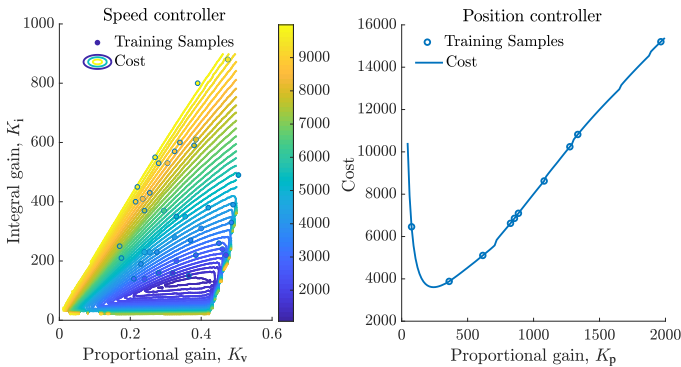 Speed controller
Training Samples
Cost
1000
800
600
400
200
0
0 0.2 0.4 0.6
Integral gain, Ki
Proportional gain, Kv
9000
8000
7000
6000
5000
4000
3000
2000
Position controller
Training Samples
Cost
16000
14000
12000
10000
8000
6000
4000
2000
0 500 1000 1500 2000
Cost
Proportional gain, Kp